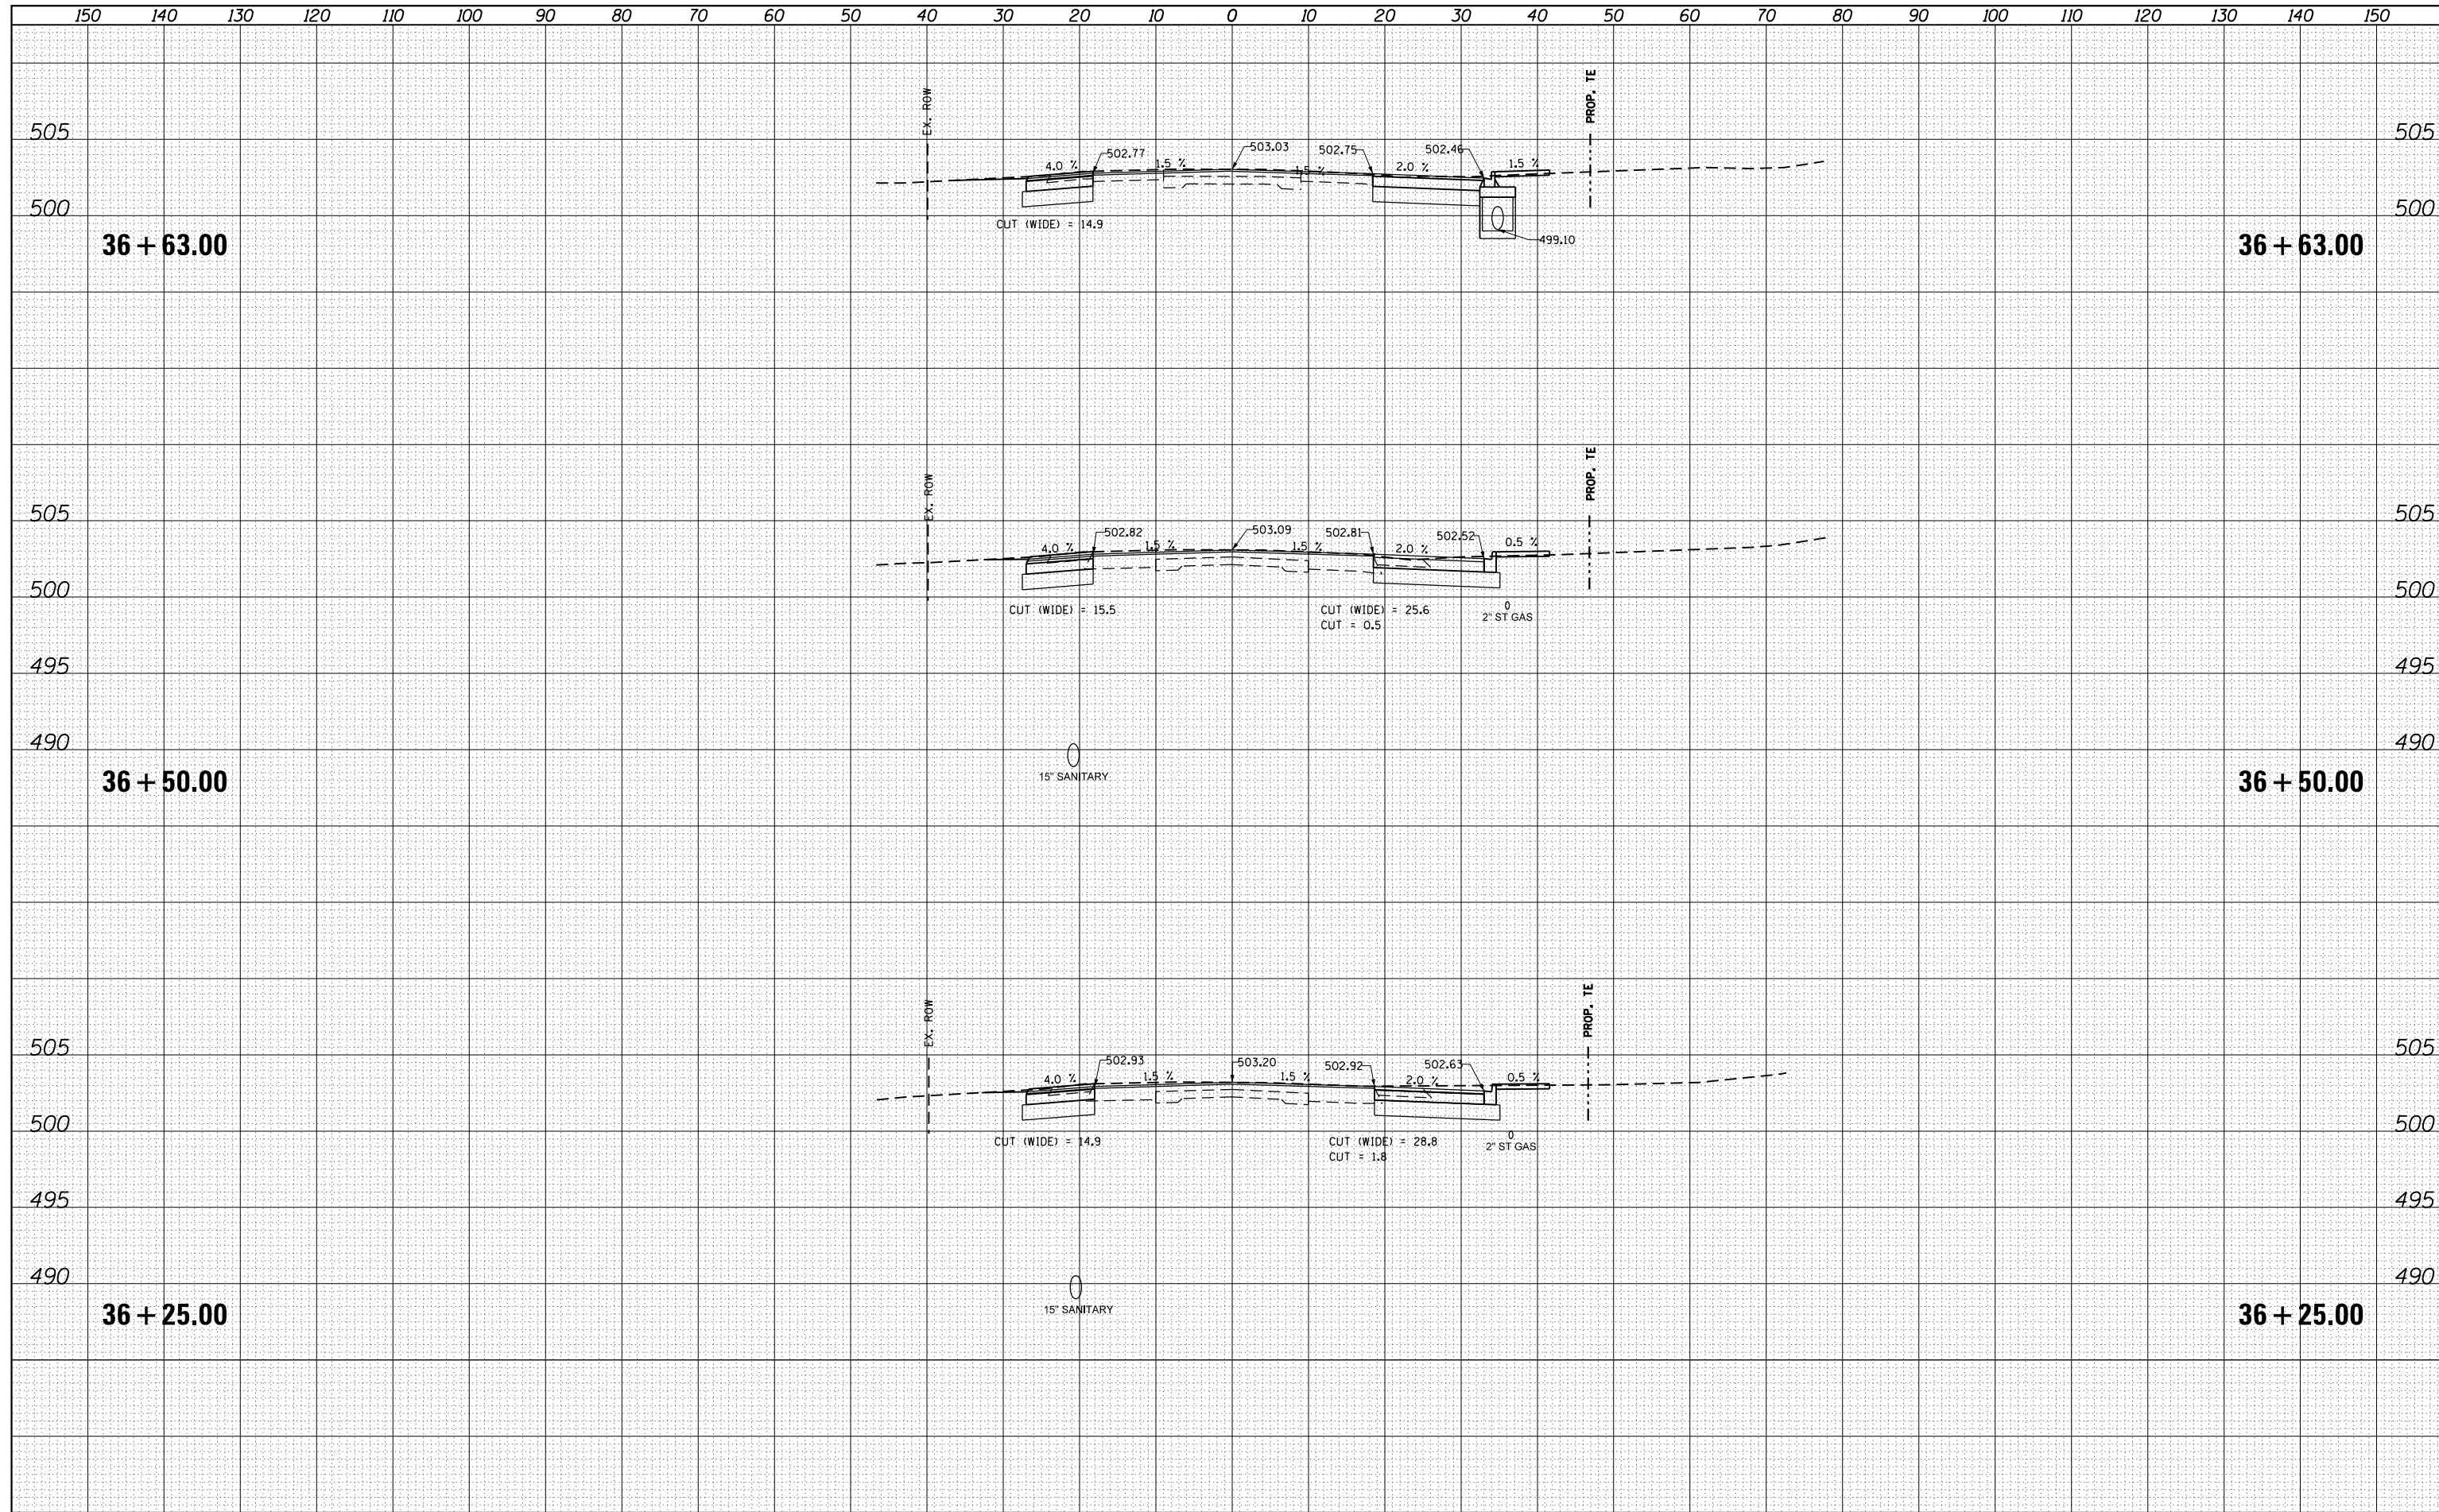 150 140 130 120 110 100 90 80 70 60 50 40 30 20 10 0 10 20 30 40 50 60 70 80 90 100 110 120 130 140 150
EX. ROW
PROP. TE
505 505
4.0 % 502.77 1.5 % 503.03 1.5 % 502.75 2.0 % 502.46 1.5 %
500 500
CUT (WIDE) = 14.9
499.10
36+63.00 36+63.00
EX. ROW
PROP. TE
505 505
4.0 % 502.82 1.5 % 503.09 1.5 % 502.81 2.0 % 502.52 0.5 %
500 500
CUT (WIDE) = 15.5
CUT (WIDE) = 25.6
CUT = 0.5
2" ST GAS
495 495
490 490
15" SANITARY
36+50.00 36+50.00
EX. ROW
PROP. TE
505 505
4.0 % 502.93 1.5 % 503.20 1.5 % 502.92 2.0 % 502.63 0.5 %
500 500
CUT (WIDE) = 14.9
CUT (WIDE) = 28.8
CUT = 1.8
2" ST GAS
495 495
490 490
15" SANITARY
36+25.00 36+25.00